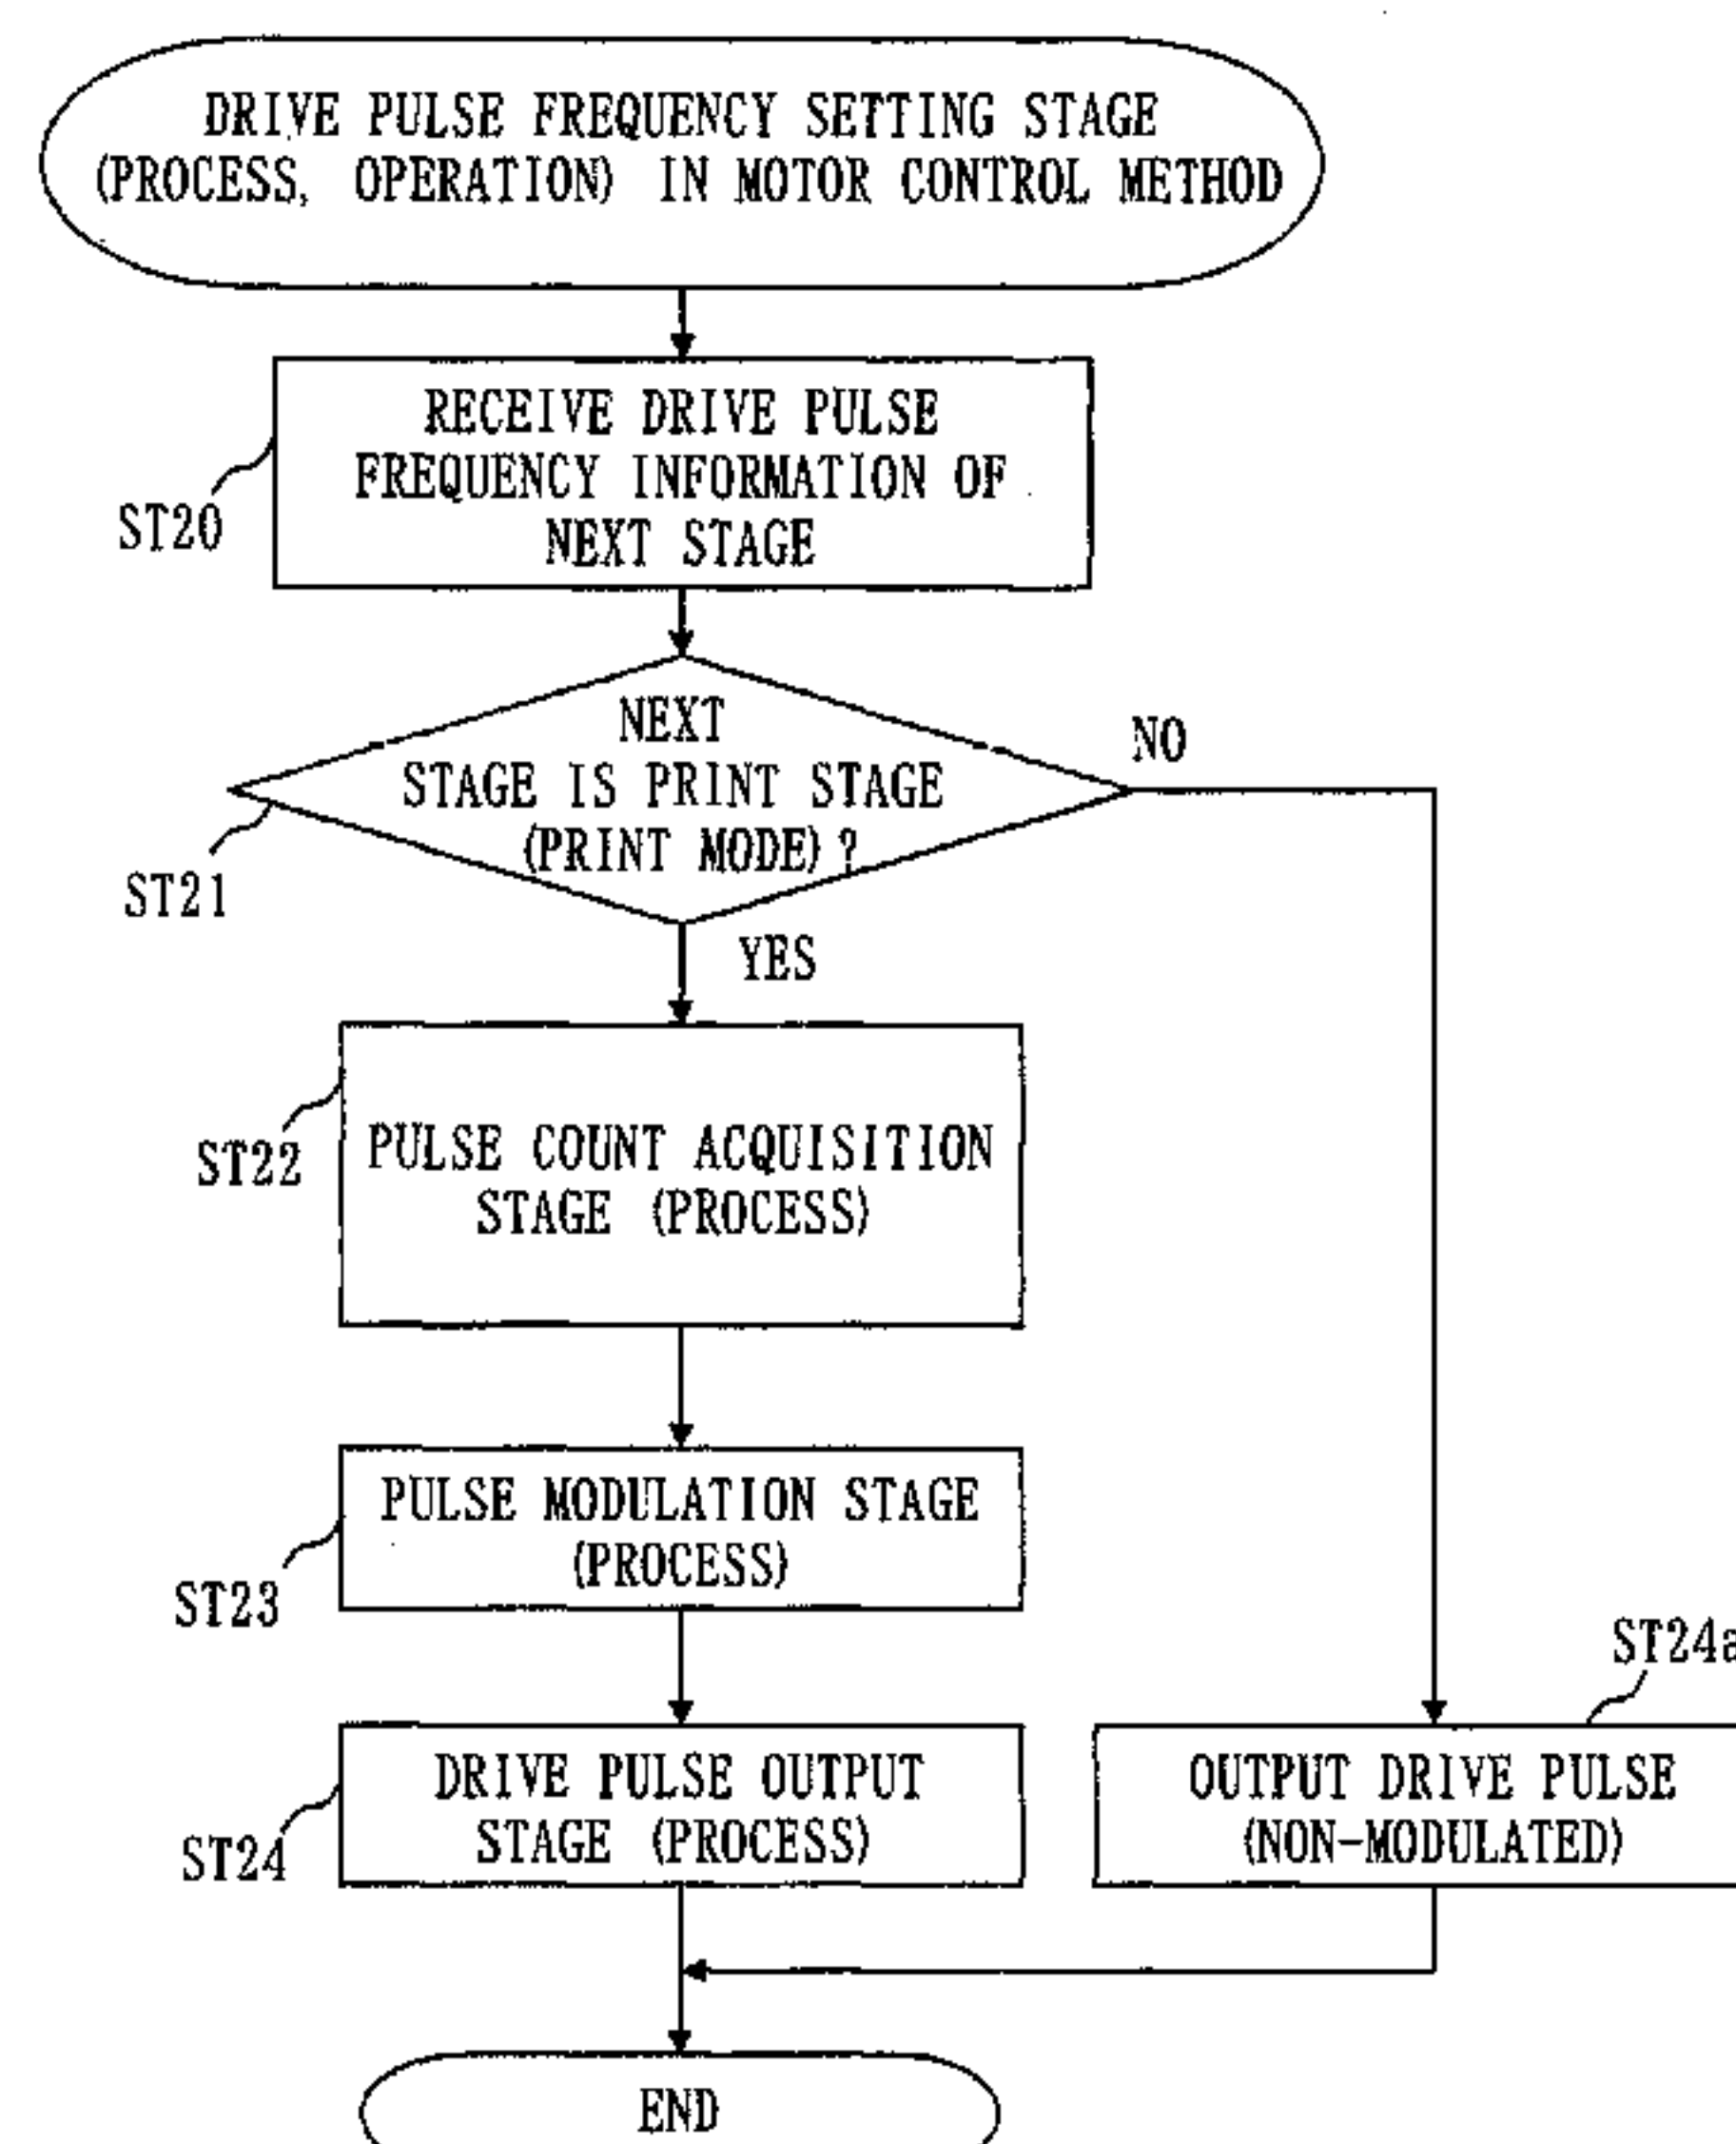 DRIVE PULSE FREQUENCY SETTING STAGE
(PROCESS, OPERATION) IN MOTOR CONTROL METHOD
RECEIVE DRIVE PULSE
FREQUENCY INFORMATION OF
NEXT STAGE
ST20
NEXT
STAGE IS PRINT STAGE
(PRINT MODE)?
NO
ST21
YES
PULSE COUNT ACQUISITION
STAGE (PROCESS)
ST22
PULSE MODULATION STAGE
(PROCESS)
ST23
ST24a
DRIVE PULSE OUTPUT
STAGE (PROCESS)
ST24
OUTPUT DRIVE PULSE
(NON-MODULATED)
END